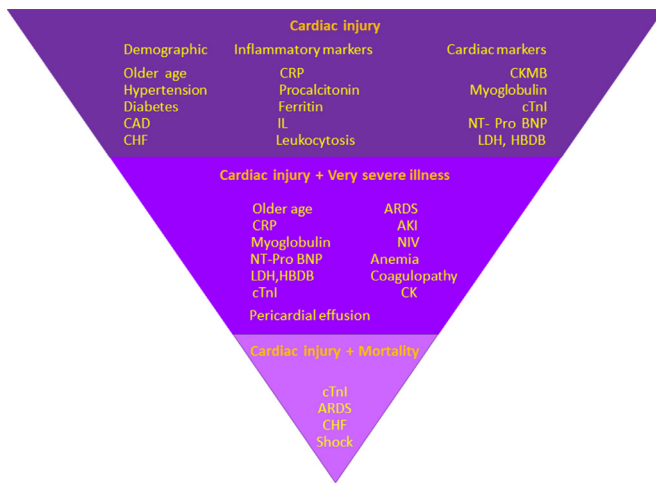 Cardiac injury
Demographic Inflammatory markers Cardiac markers
Older age CRP CKMB
Hypertension Procalcitonin Myoglobulin
Diabetes Ferritin cTnI
CAD IL NT- Pro BNP
CHF Leukocytosis LDH, HBDB
Cardiac injury + Very severe illness
Older age ARDS
CRP AKI
Myoglobulin NIV
NT-Pro BNP Anemia
LDH,HBDB Coagulopathy
cTnI CK
Pericardial effusion
Cardiac injury + Mortality
cTnI
ARDS
CHF
Shock